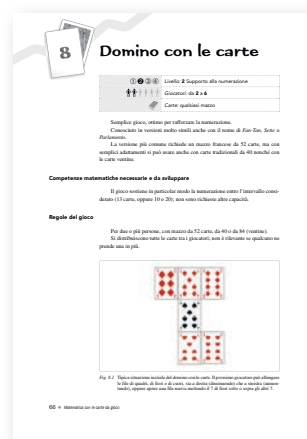 8
Domino con le carte
① ❷ ③ ④ Livello: 2 Supporto alla numerazione
Giocatori: da 2 a 6
Carte: qualsiasi mazzo
Semplice gioco, ottimo per rafforzare la numerazione.
Conosciuto in versioni molto simili anche con il nome di Fan-Tan, Sette o
Parlamento.
La versione più comune richiede un mazzo francese da 52 carte, ma con
semplici adattamenti si può usare anche con carte tradizionali da 40 nonché con
le carte ventine.
Competenze matematiche necessarie e da sviluppare
Il gioco sostiene in particolar modo la numerazione entro l'intervallo consi-
derato (13 carte, oppure 10 o 20); non sono richieste altre capacità.
Regole del gioco
Per due o più persone, con mazzo da 52 carte, da 40 o da 84 (ventine).
Si distribuiscono tutte le carte tra i giocatori; non è rilevante se qualcuno ne
prende una in più.
Fig. 8.1 Tipica situazione iniziale del domino con le carte. Il prossimo giocatore può allungare
le file di quadri, di fiori o di cuori, sia a destra (diminuendo) che a sinistra (aumen-
tando), oppure aprire una fila nuova mettendo il 7 di fiori sotto o sopra gli altri 7.
66 Matematica con le carte da gioco